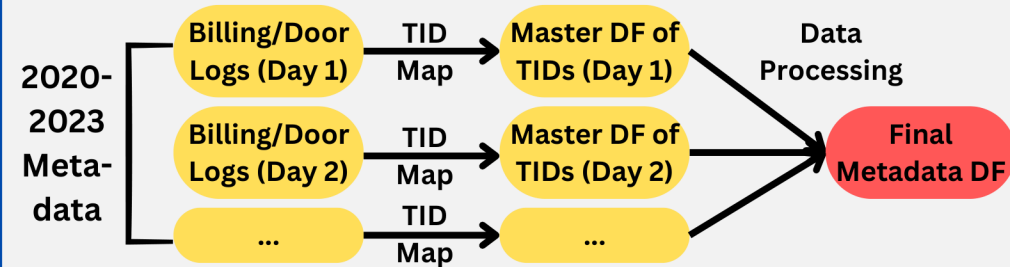 2020-
2023
Meta-
data
Billing/Door
Logs (Day 1)
TID
Map
Master DF of
TIDs (Day 1)
Data
Processing
Billing/Door
Logs (Day 2)
TID
Map
Master DF of
TIDs (Day 2)
Final
Metadata DF
...
TID
Map
...